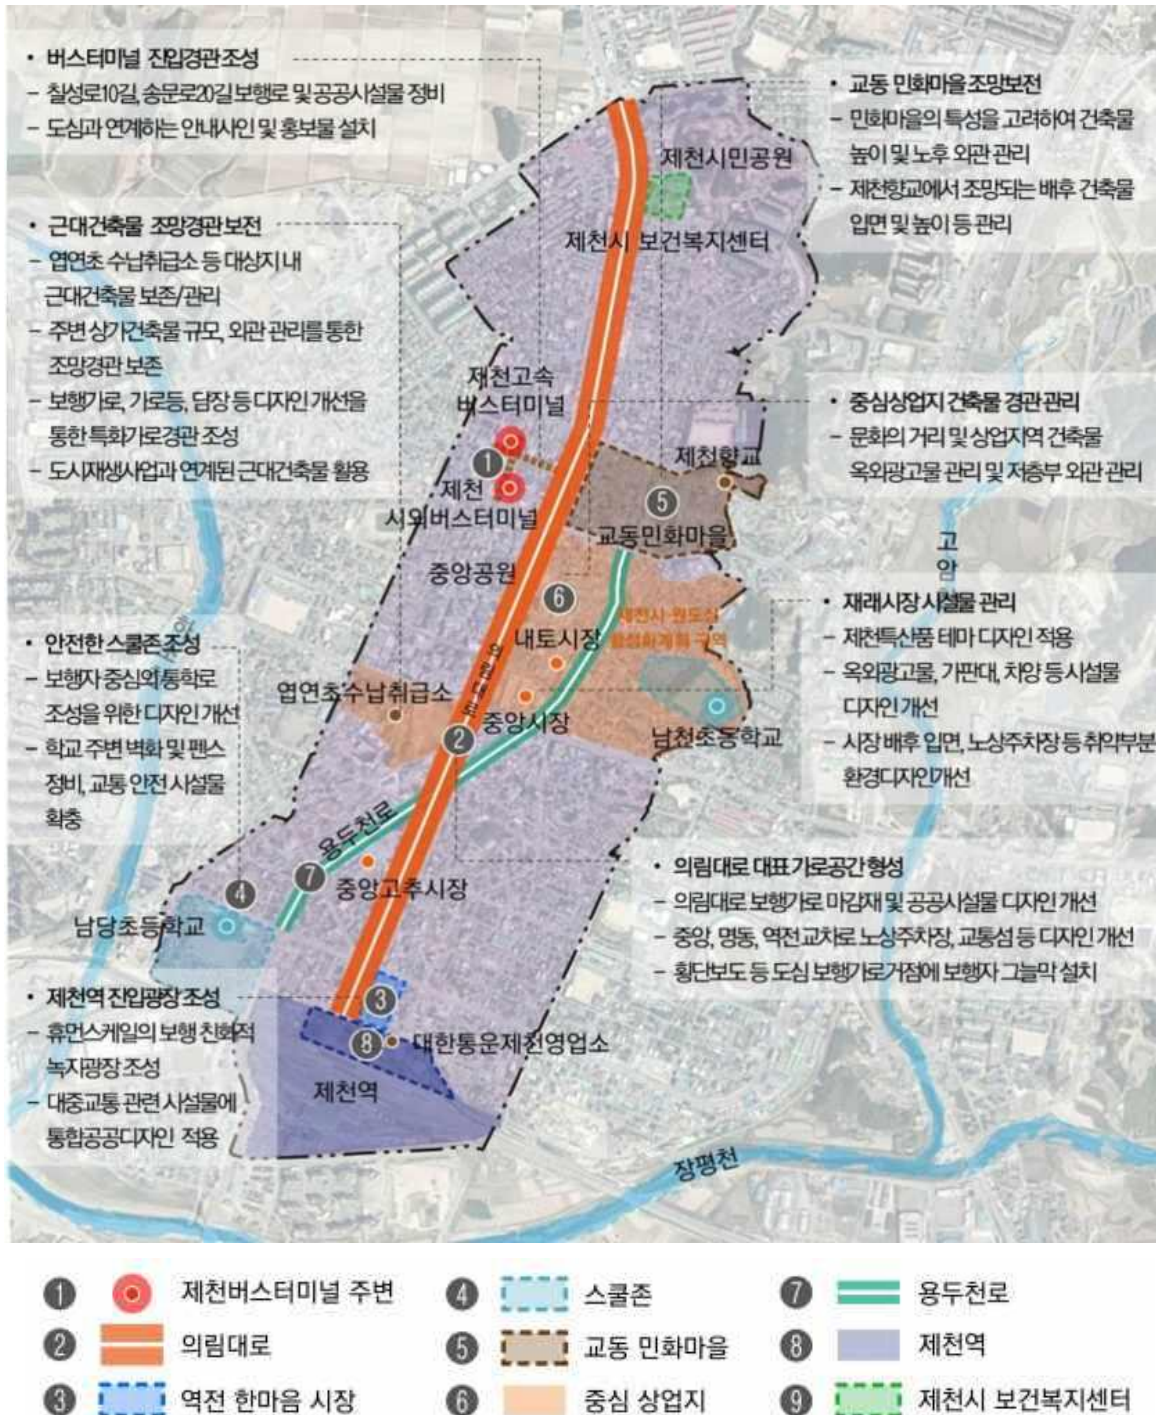 • 버스터미널 진입경관 조성
– 칠성로10길, 송문로20길 보행로 및 공공시설물 정비
– 도심과 연계하는 안내사인 및 홍보물 설치
• 교동 민화마을 조망보전
– 민화마을의 특성을 고려하여 건축물
높이 및 노후 외관 관리
– 제천향교에서 조망되는 배후 건축물
입면 및 높이 등 관리
• 근대건축물 조망경관 보전
– 엽연초 수납취급소 등 대상지 내
근대건축물 보존/관리
– 주변 상가건축물 규모, 외관 관리를 통한
조망경관 보존
– 보행가로, 가로등, 담장 등 디자인 개선을
통한 특화가로경관 조성
– 도시재생사업과 연계된 근대건축물 활용
• 중심상업지 건축물 경관 관리
– 문화의 거리 및 상업지역 건축물
옥외광고물 관리 및 저층부 외관 관리
• 재래시장 시설물 관리
– 제천특산품 테마 디자인 적용
– 옥외광고물, 가판대, 차양 등 시설물
디자인 개선
– 시장 배후 입면, 노상주차장 등 취약부분
환경디자인개선
• 안전한 스쿨존 조성
– 보행자 중심의 통학로
조성을 위한 디자인 개선
– 학교 주변 벽화 및 펜스
정비, 교통 안전 시설물
확충
• 의림대로 대표 가로공간 형성
– 의림대로 보행가로 마감재 및 공공시설물 디자인 개선
– 중앙, 명동, 역전교차로 노상주차장, 교통섬 등 디자인 개선
– 횡단보도 등 도심 보행가로거점에 보행자 그늘막 설치
• 제천역 진입광장 조성
– 휴먼스케일의 보행 친화적
녹지광장 조성
– 대중교통 관련 시설물에
통합공공디자인 적용
제천시민공원
제천시 보건복지센터
제천고속
버스터미널
1
제천
시외버스터미널
제천향교
5
교동민화마을
중앙공원
6
제천시 원도심
활성화계획 구역
내토시장
의림대로
엽연초수납취급소
중앙시장
2
남천초등학교
용두천로
7
중앙고추시장
4
남당초등학교
3
8
대한통운제천영업소
제천역
고암
장평천
1 제천버스터미널 주변
2 의림대로
3 역전 한마음 시장
4 스쿨존
5 교동 민화마을
6 중심 상업지
7 용두천로
8 제천역
9 제천시 보건복지센터